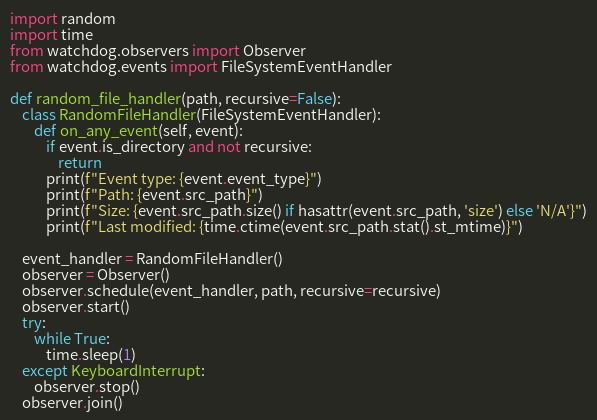 import random
import time
from watchdog.observers import Observer
from watchdog.events import FileSystemEventHandler

def random_file_handler(path, recursive=False):
    class RandomFileHandler(FileSystemEventHandler):
        def on_any_event(self, event):
            if event.is_directory and not recursive:
                return
            print(f"Event type: {event.event_type}")
            print(f"Path: {event.src_path}")
            print(f"Size: {event.src_path.size() if hasattr(event.src_path, 'size') else 'N/A'}")
            print(f"Last modified: {time.ctime(event.src_path.stat().st_mtime)}")

    event_handler = RandomFileHandler()
    observer = Observer()
    observer.schedule(event_handler, path, recursive=recursive)
    observer.start()
    try:
        while True:
            time.sleep(1)
    except KeyboardInterrupt:
        observer.stop()
    observer.join()